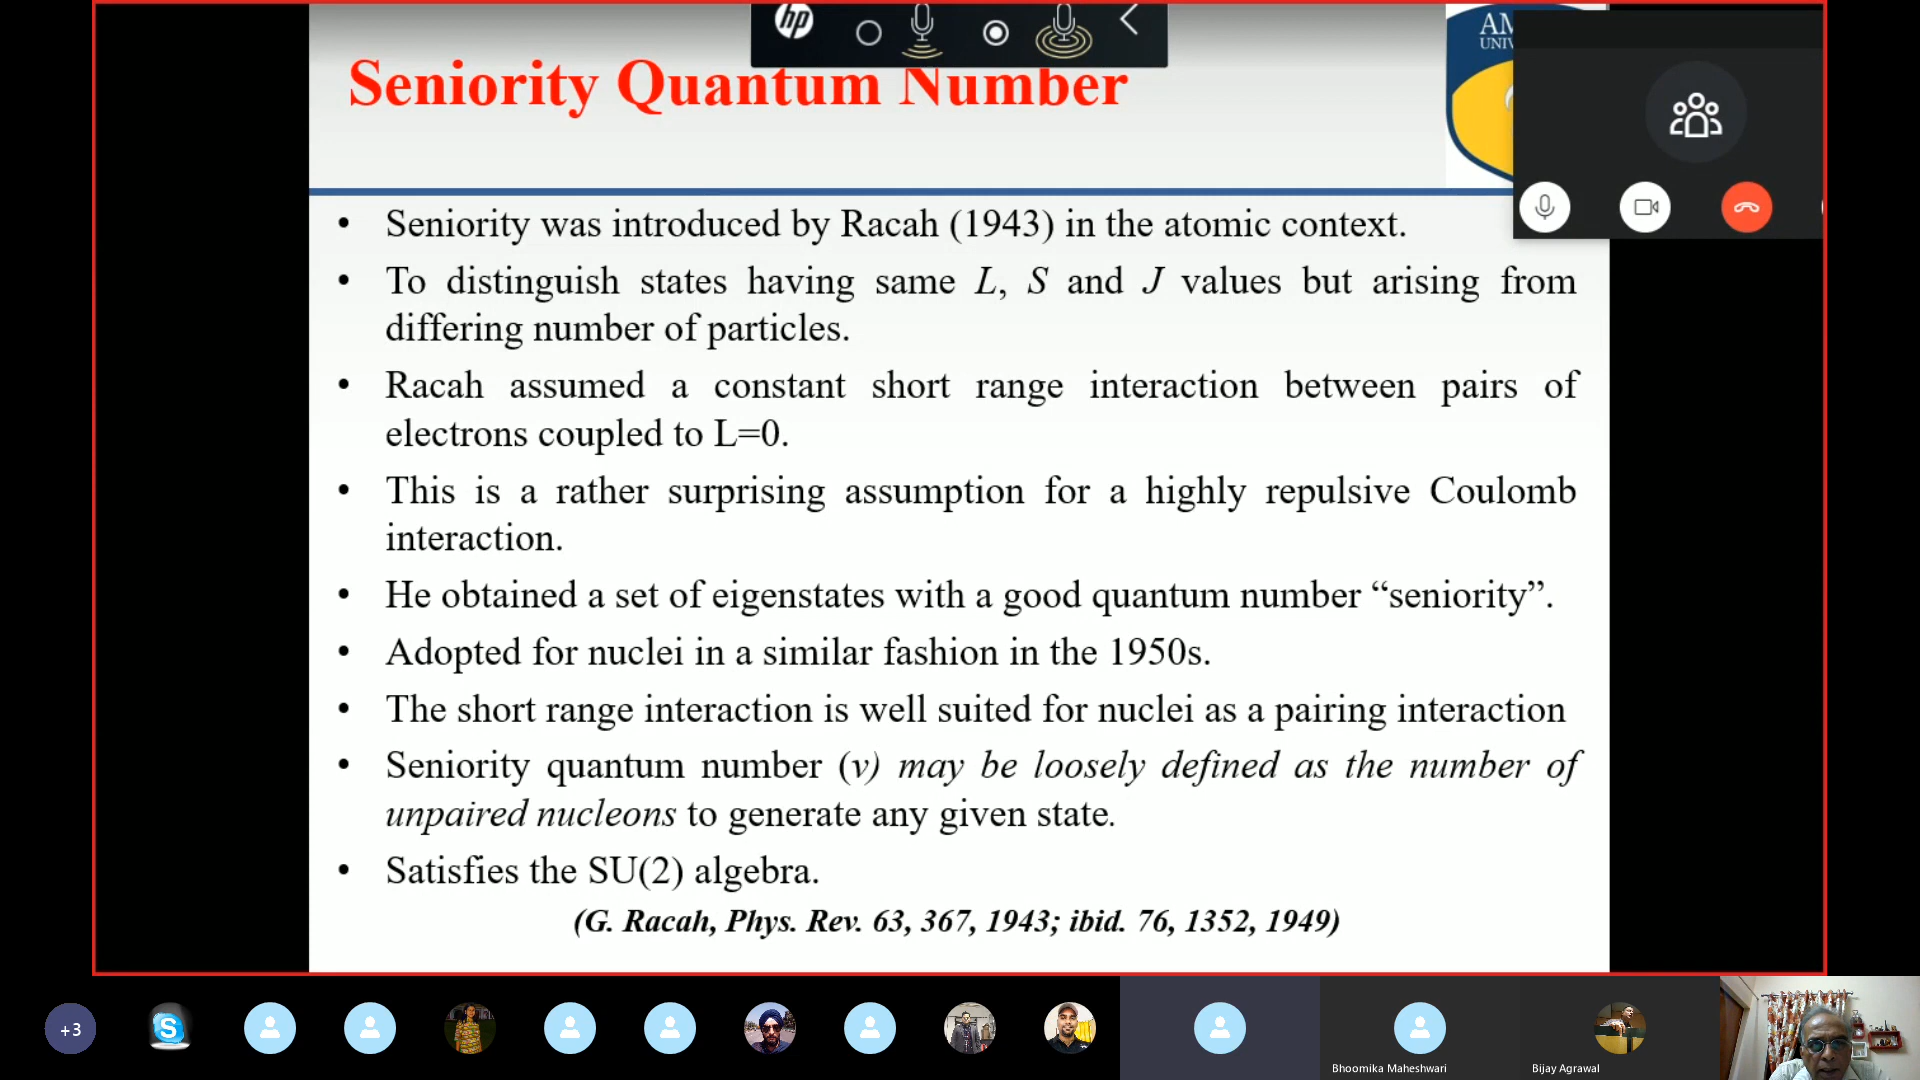 hp
Seniority Quantum Number
• Seniority was introduced by Racah (1943) in the atomic context.
• To distinguish states having same L, S and J values but arising from
differing number of particles.
• Racah assumed a constant short range interaction between pairs of
electrons coupled to L=0.
• This is a rather surprising assumption for a highly repulsive Coulomb
interaction.
• He obtained a set of eigenstates with a good quantum number “seniority”.
• Adopted for nuclei in a similar fashion in the 1950s.
• The short range interaction is well suited for nuclei as a pairing interaction
• Seniority quantum number (v) may be loosely defined as the number of
unpaired nucleons to generate any given state.
• Satisfies the SU(2) algebra.
(G. Racah, Phys. Rev. 63, 367, 1943; ibid. 76, 1352, 1949)
+3
S
Bhoomika Maheshwari
Bijay Agrawal